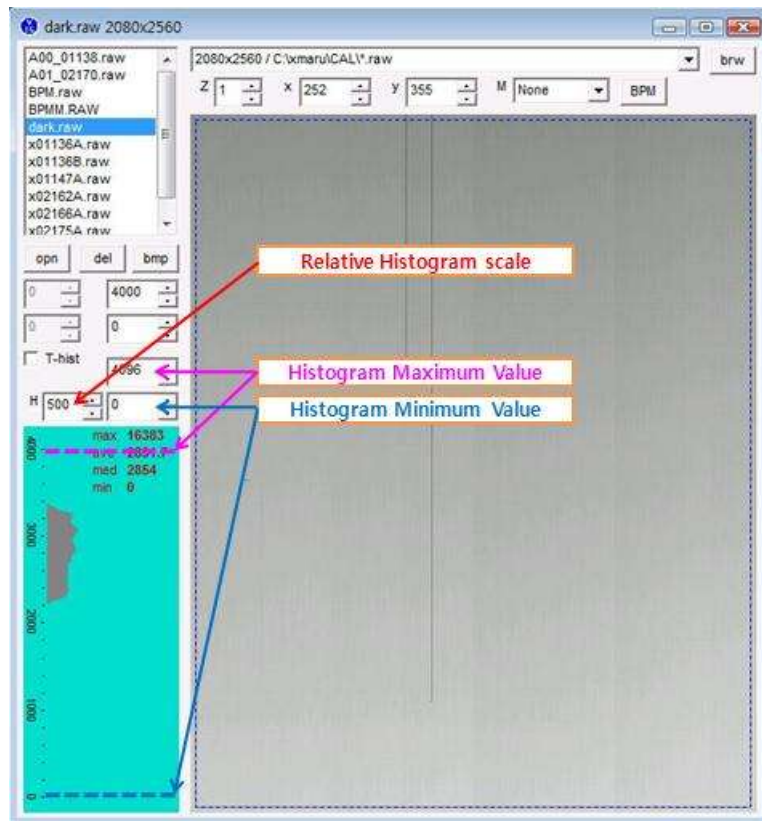 dark.raw 2080x2560
A00_01138.raw
A01_02170.raw
BPM.raw
BPMM.RAW
dark.raw
x01136A.raw
x01136B.raw
x01147A.raw
x02162A.raw
x02166A.raw
x02175A.raw
2080x2560 / C:\xmaru\CAL\*.raw
brw
Z 1 x 252 y 355 M None BPM
opn del bmp
0 4000
0 0
T-hist
4096
H 500 0
Relative Histogram scale
Histogram Maximum Value
Histogram Minimum Value
max 16383
ave
med 2854
min 0
4000
3000
2000
1000
0